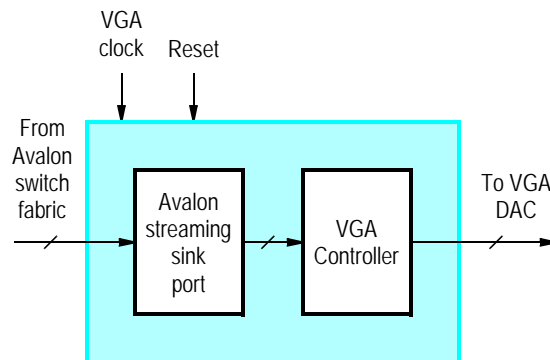 VGA
clock
Reset
From
Avalon
switch
fabric
Avalon
streaming
sink
port
VGA
Controller
To VGA
DAC